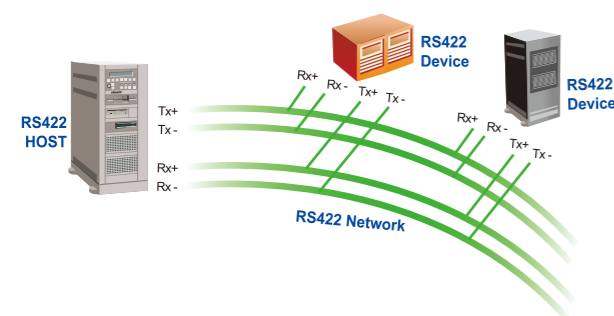 RS422
HOST
Tx+
Tx -
Rx+
Rx -
Rx+
Rx -
Tx+
Tx -
RS422
Device
Rx+
Rx -
Tx+
Tx -
RS422
Device
RS422 Network